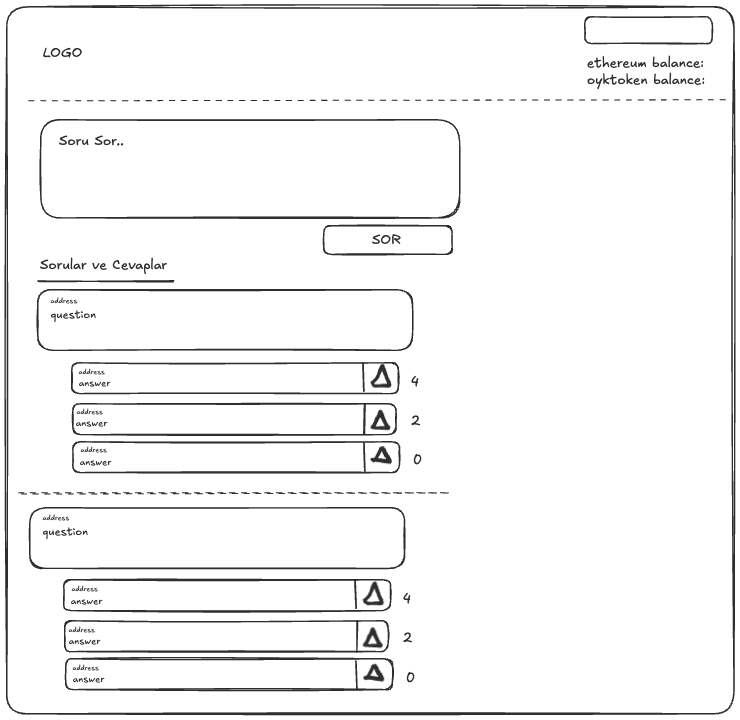 LOGO
ethereum balance:
oyktoken balance:
Soru Sor..
SOR
Sorular ve Cevaplar
address
question
address
answer
4
address
answer
2
address
answer
0
address
question
address
answer
4
address
answer
2
address
answer
0